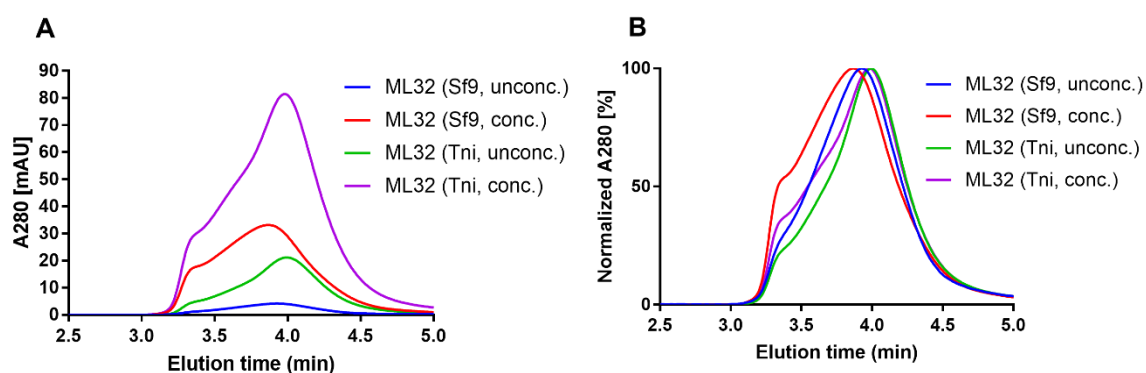 A
A280 [mAU]
90
80
70
60
50
40
30
20
10
0
2.5 3.0 3.5 4.0 4.5 5.0
Elution time (min)
ML32 (Sf9, unconc.)
ML32 (Sf9, conc.)
ML32 (Tni, unconc.)
ML32 (Tni, conc.)
B
Normalized A280 [%]
100
50
0
2.5 3.0 3.5 4.0 4.5 5.0
Elution time (min)
ML32 (Sf9, unconc.)
ML32 (Sf9, conc.)
ML32 (Tni, unconc.)
ML32 (Tni, conc.)